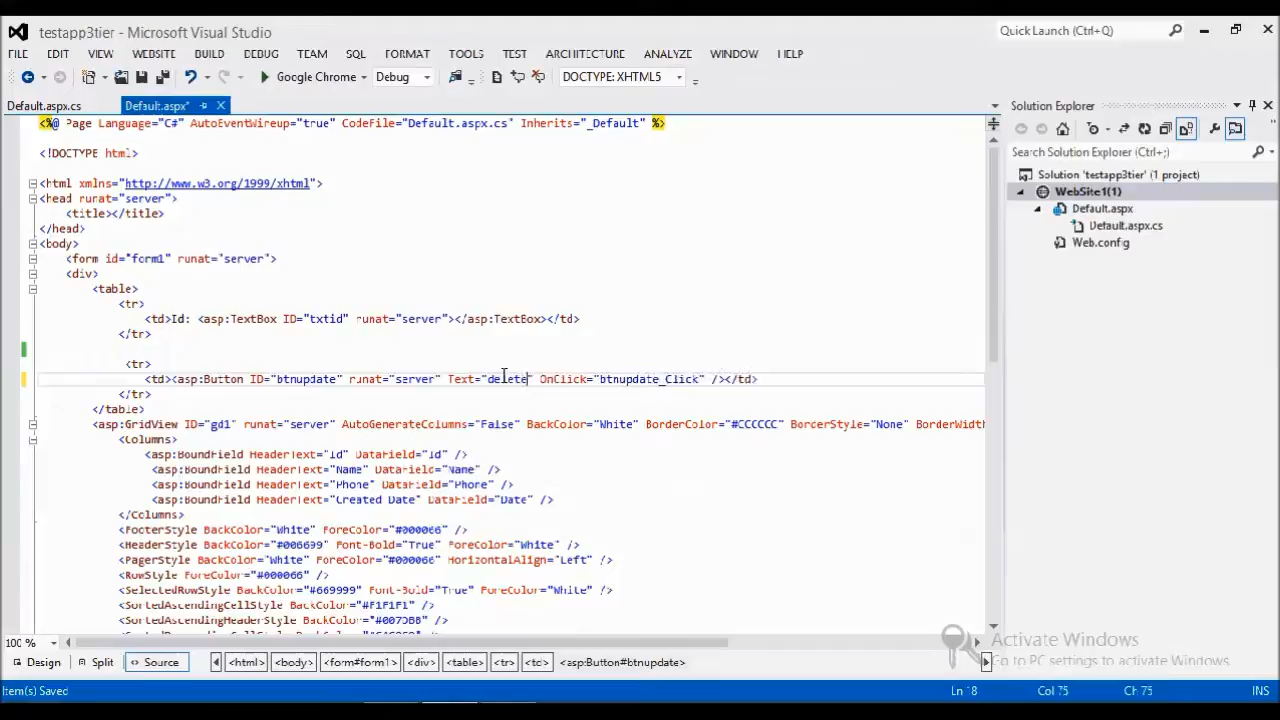 testapp3tier - Microsoft Visual Studio
Quick Launch (Ctrl+Q)
FILE EDIT VIEW WEBSITE BUILD DEBUG TEAM SQL FORMAT TOOLS TEST ARCHITECTURE ANALYZE WINDOW HELP
Google Chrome Debug DOCTYPE: XHTML5
Default.aspx.cs Default.aspx*
<%@ Page Language="C#" AutoEventWireup="true" CodeFile="Default.aspx.cs" Inherits="_Default" %>
<!DOCTYPE html>
<html xmlns="http://www.w3.org/1999/xhtml">
<head runat="server">
<title></title>
</head>
<body>
<form id="form1" runat="server">
<div>
<table>
<tr>
<td>Id: <asp:TextBox ID="txtid" runat="server"></asp:TextBox></td>
</tr>
<tr>
<td><asp:Button ID="btnupdate" runat="server" Text="delete" OnClick="btnupdate_Click" /></td>
</tr>
</table>
<asp:GridView ID="gd1" runat="server" AutoGenerateColumns="False" BackColor="White" BorderColor="#CCCCCC" BorderStyle="None" BorderWidth
<Columns>
<asp:BoundField HeaderText="Id" DataField="Id" />
<asp:BoundField HeaderText="Name" DataField="Name" />
<asp:BoundField HeaderText="Phone" DataField="Phone" />
<asp:BoundField HeaderText="Created Date" DataField="Date" />
</Columns>
<FooterStyle BackColor="White" ForeColor="#000066" />
<HeaderStyle BackColor="#006699" Font-Bold="True" ForeColor="White" />
<PagerStyle BackColor="White" ForeColor="#000066" HorizontalAlign="Left" />
<RowStyle ForeColor="#000066" />
<SelectedRowStyle BackColor="#669999" Font-Bold="True" ForeColor="White" />
<SortedAscendingCellStyle BackColor="#F1F1F1" />
<SortedAscendingHeaderStyle BackColor="#007DBB" />
Solution Explorer
Search Solution Explorer (Ctrl+;)
Solution 'testapp3tier' (1 project)
WebSite1(1)
Default.aspx
Default.aspx.cs
Web.config
100 %
Activate Windows
Go to PC settings to activate Windows.
Design Split Source <html> <body> <form#form1> <div> <table> <tr> <td> <asp:Button#btnupdate>
Item(s) Saved Ln 18 Col 75 Ch 75 INS